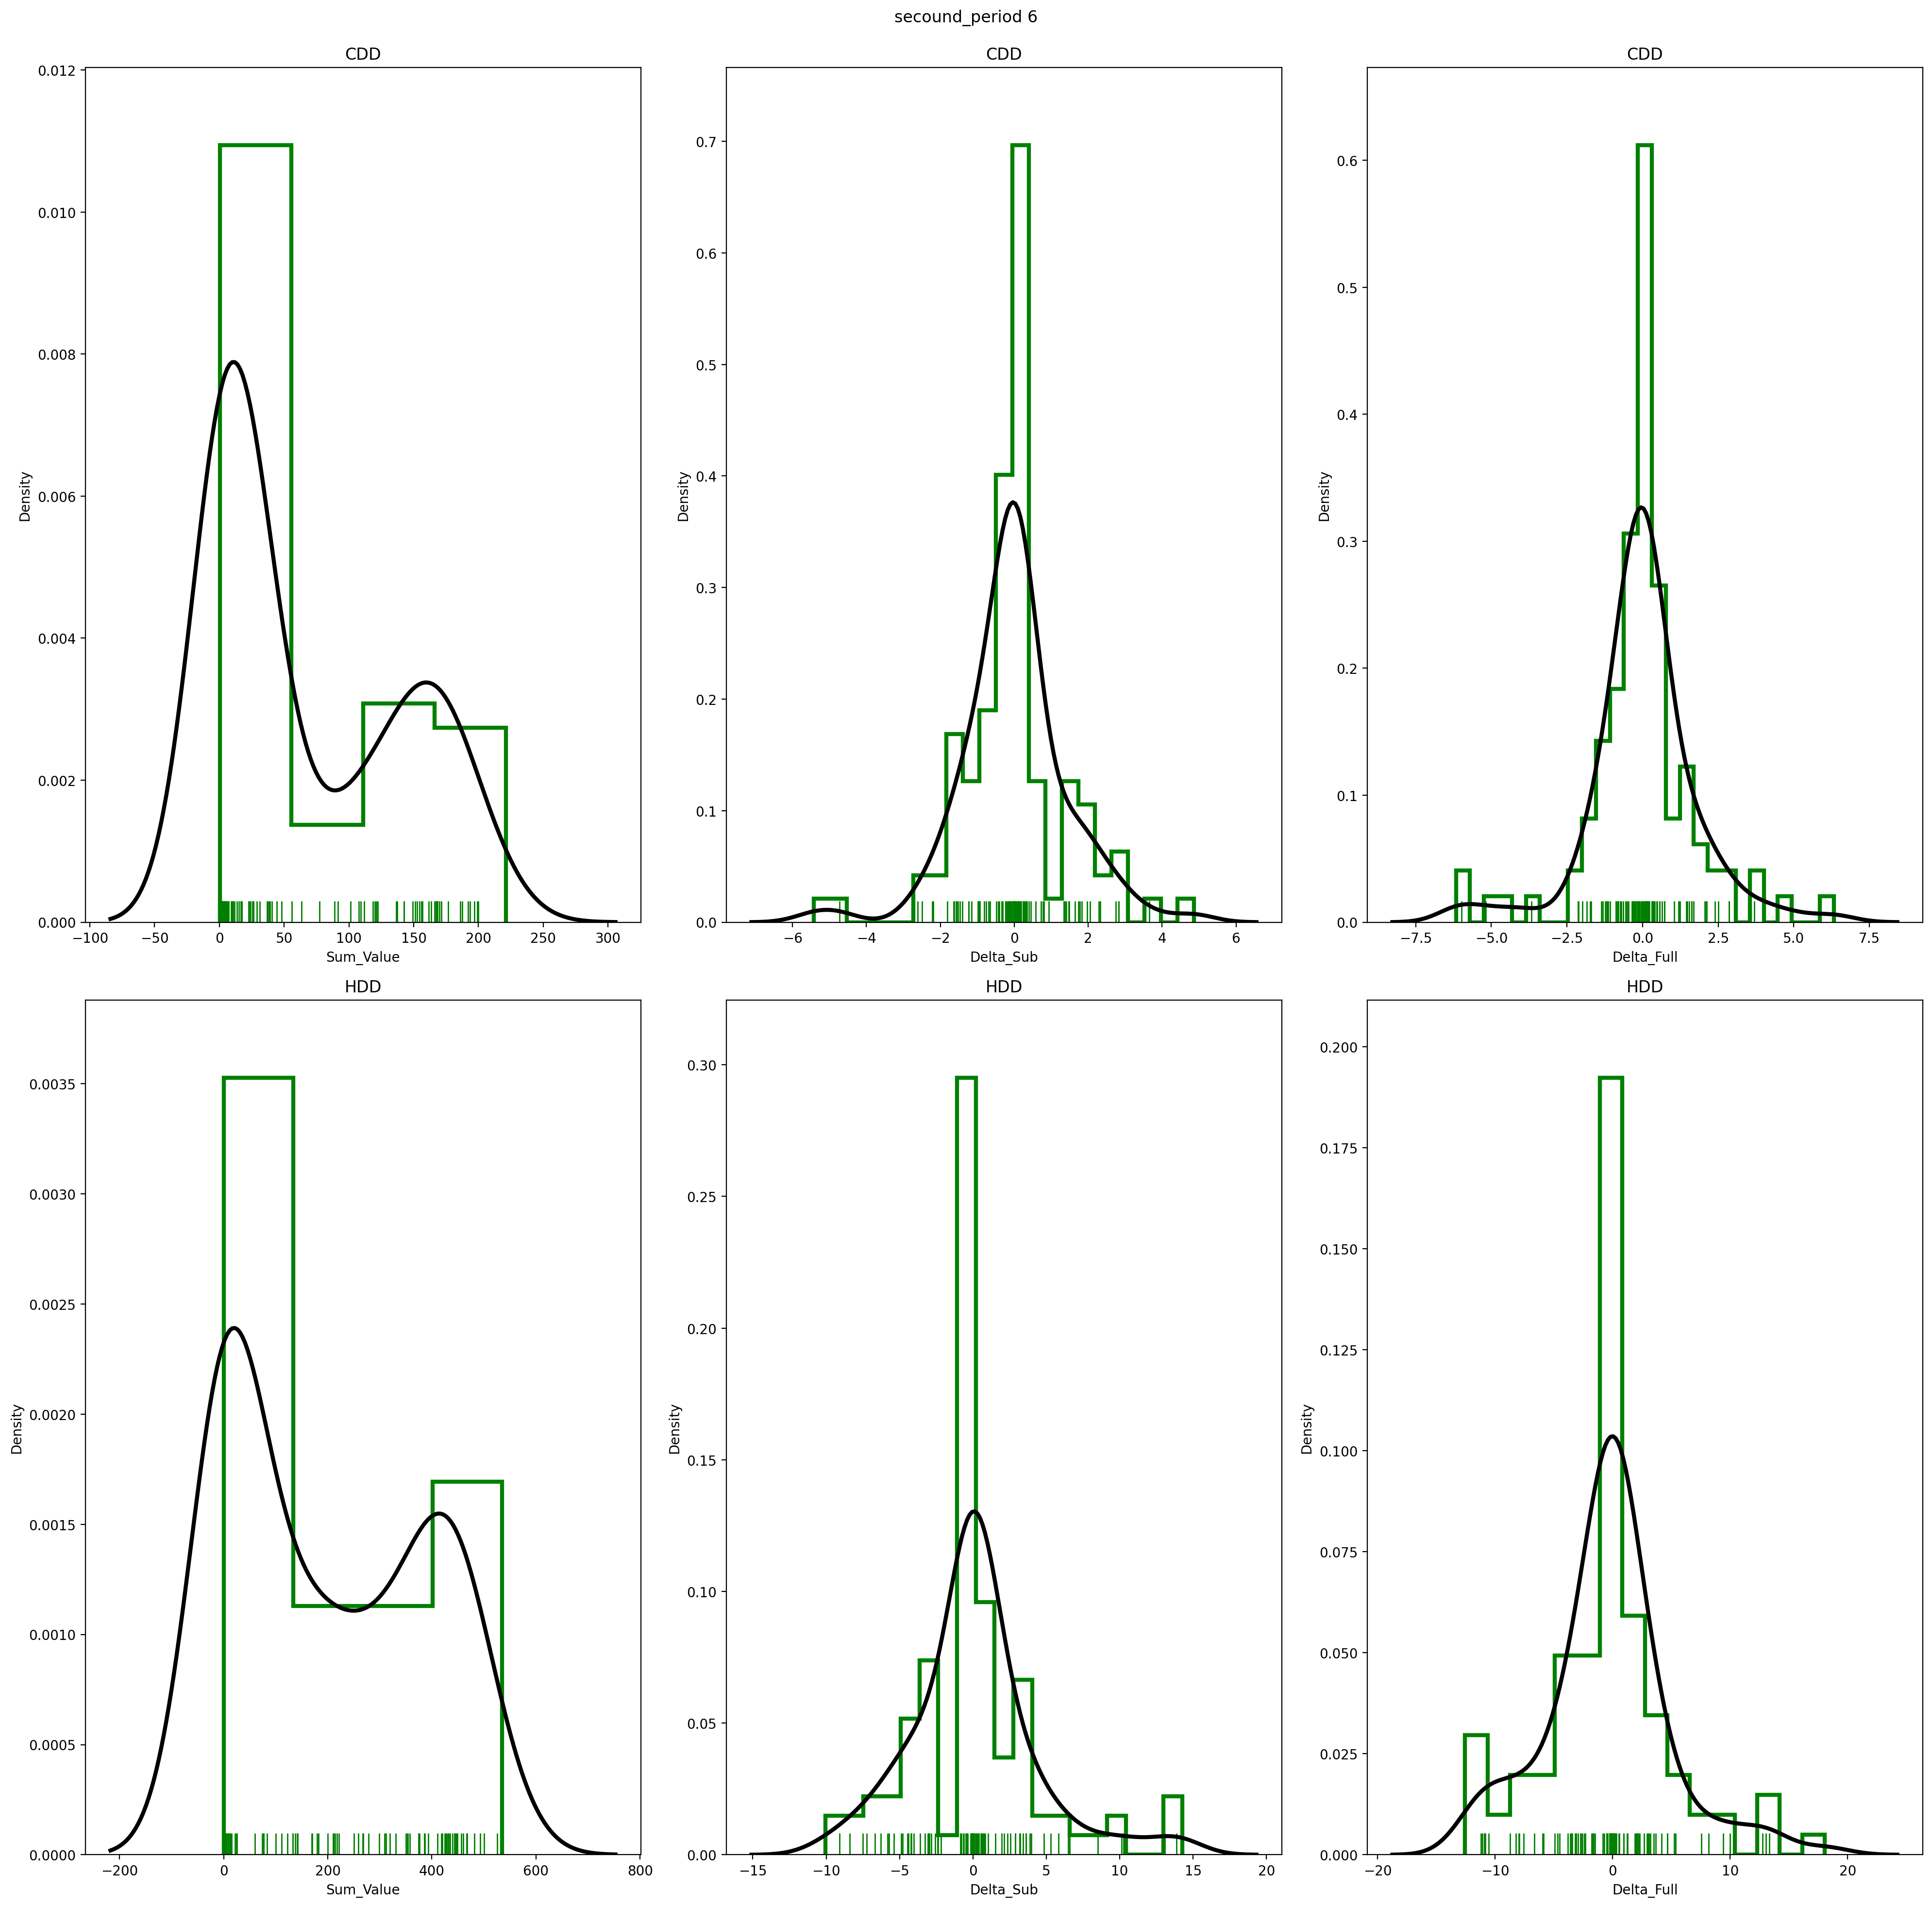 secound_period 6
CDD
CDD
CDD
0.012
0.010
0.008
0.006
0.004
0.002
0.000
Density
−100 −50 0 50 100 150 200 250 300
Sum_Value
0.7
0.6
0.5
0.4
0.3
0.2
0.1
0.0
Density
−6 −4 −2 0 2 4 6
Delta_Sub
0.6
0.5
0.4
0.3
0.2
0.1
0.0
Density
−7.5 −5.0 −2.5 0.0 2.5 5.0 7.5
Delta_Full
HDD
HDD
HDD
0.0035
0.0030
0.0025
0.0020
0.0015
0.0010
0.0005
0.0000
Density
−200 0 200 400 600 800
Sum_Value
0.30
0.25
0.20
0.15
0.10
0.05
0.00
Density
−15 −10 −5 0 5 10 15 20
Delta_Sub
0.200
0.175
0.150
0.125
0.100
0.075
0.050
0.025
0.000
Density
−20 −10 0 10 20
Delta_Full